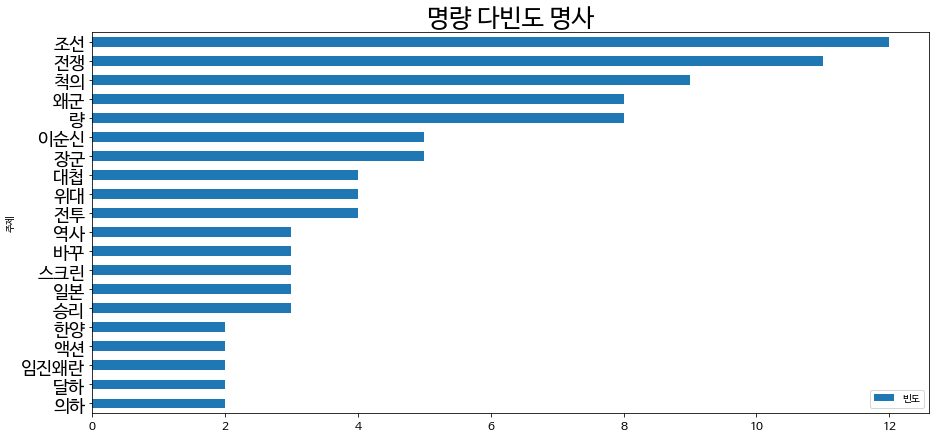 명량 다빈도 명사
조선
전쟁
척의
왜군
량
이순신
장군
대첩
위대
전투
역사
바꾸
스크린
일본
승리
한양
액션
임진왜란
달하
의하
주제
빈도
0 2 4 6 8 10 12